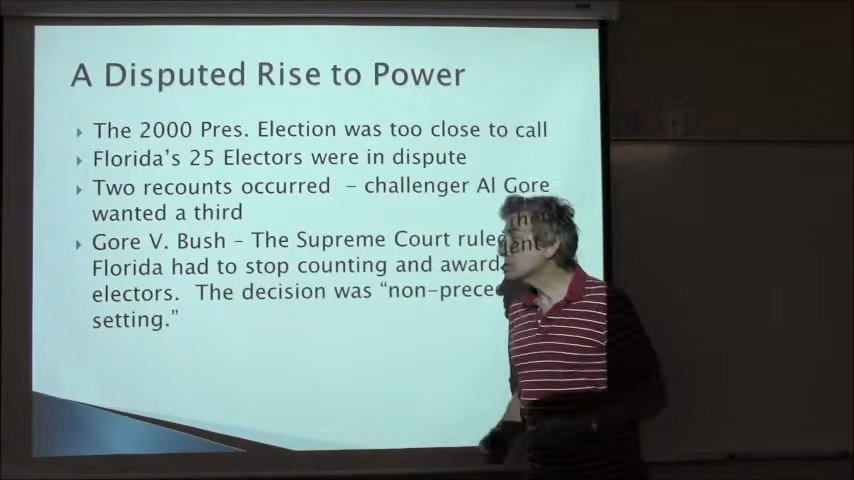 A Disputed Rise to Power
The 2000 Pres. Election was too close to call
Florida's 25 Electors were in dispute
Two recounts occurred – challenger Al Gore
wanted a third
Gore V. Bush – The Supreme Court ruled the
Florida had to stop counting and award
electors. The decision was "non-precedent
setting."